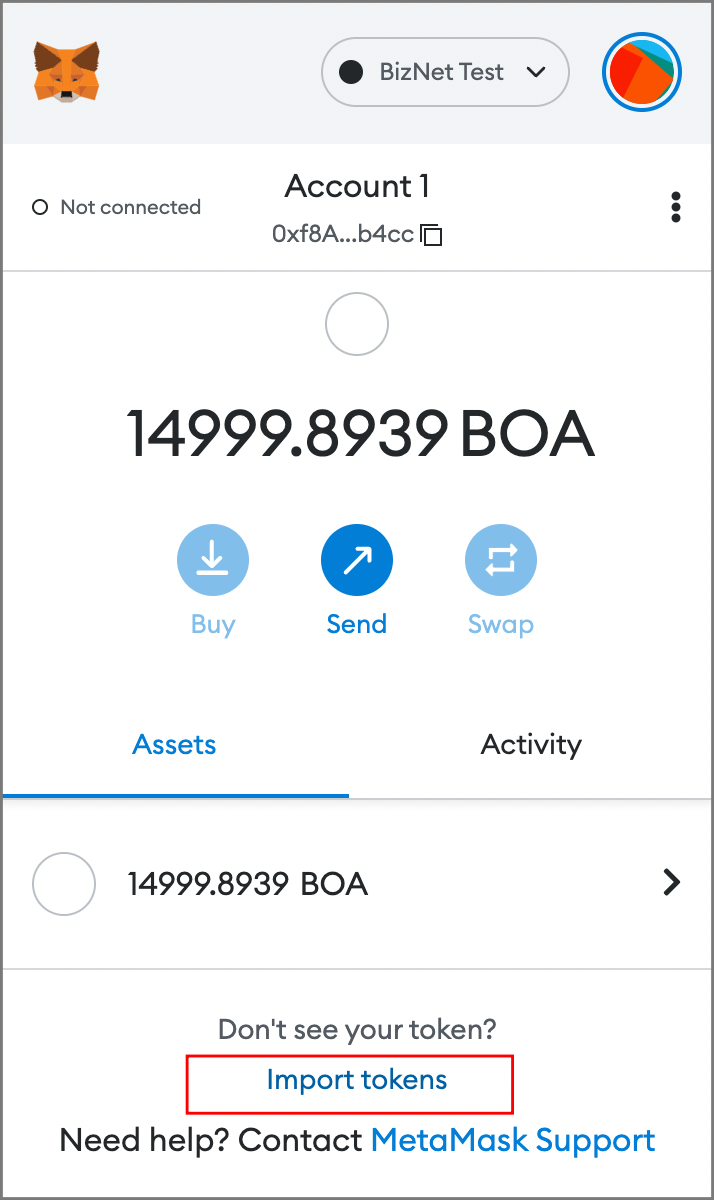 BizNet Test
Account 1
Not connected
0xf8A...b4cc
14999.8939 BOA
Buy Send Swap
Assets Activity
14999.8939 BOA
Don't see your token?
Import tokens
Need help? Contact MetaMask Support